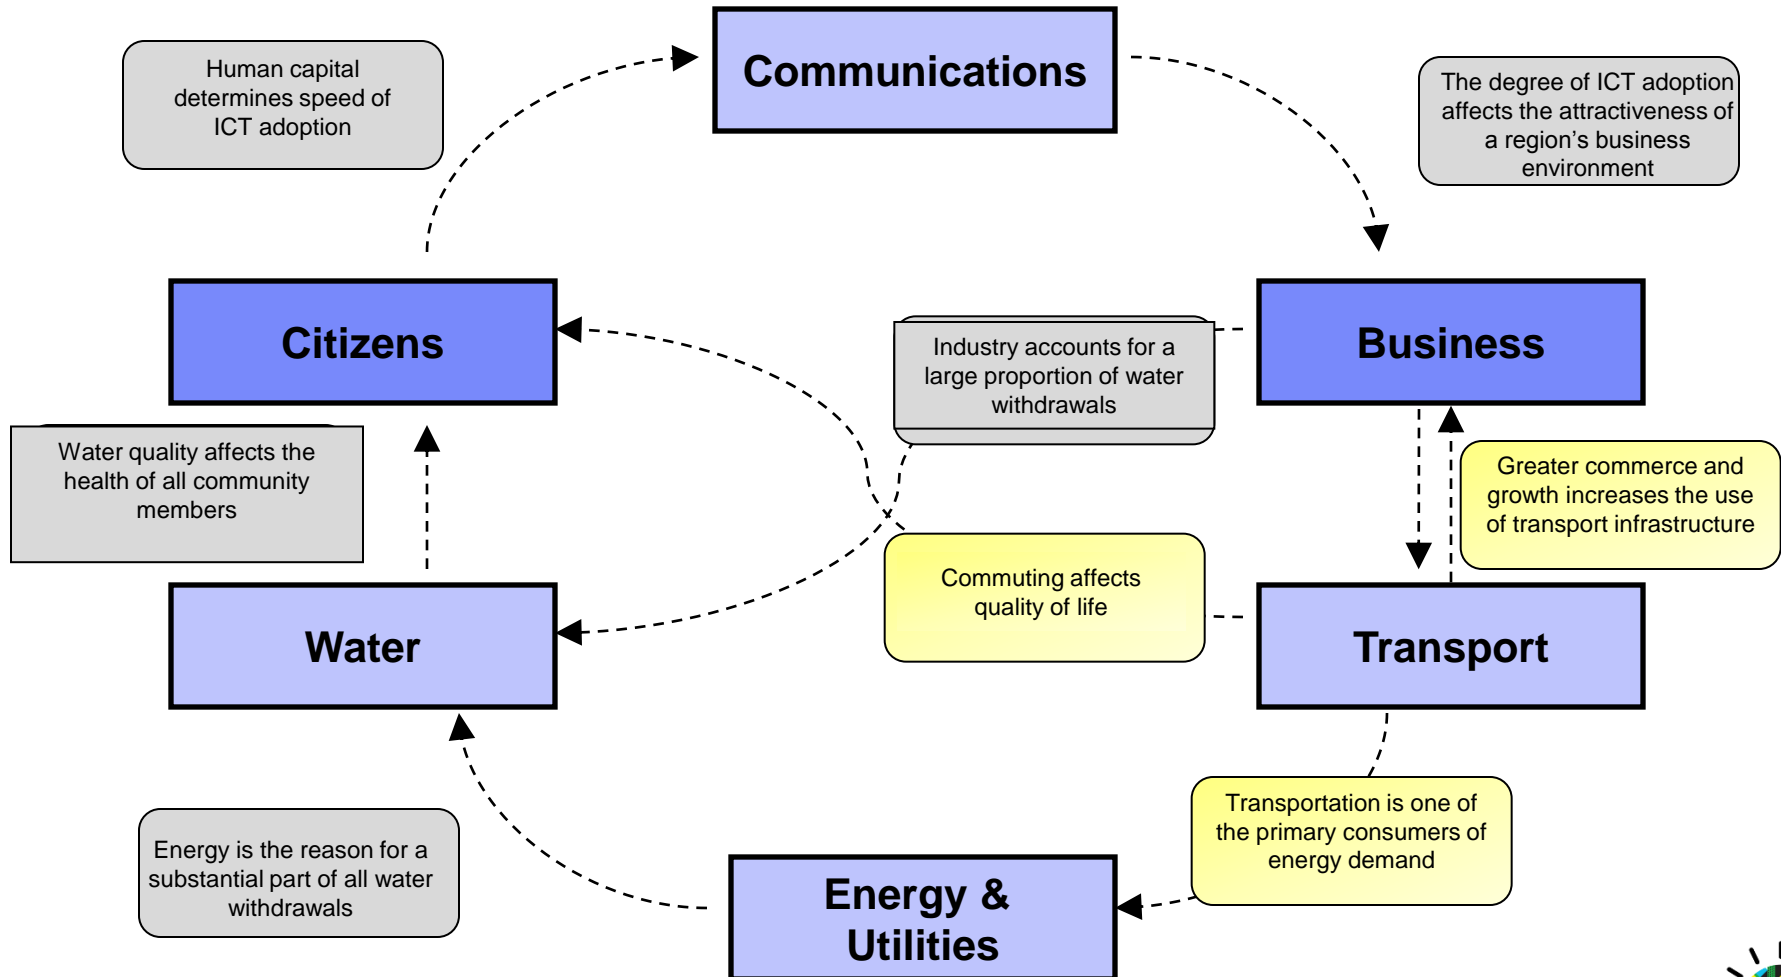 Communications
Human capital
determines speed of
ICT adoption
The degree of ICT adoption
affects the attractiveness of
a region’s business
environment
Citizens
Industry accounts for a
large proportion of water
withdrawals
Business
Water quality affects the
health of all community
members
Greater commerce and
growth increases the use
of transport infrastructure
Commuting affects
quality of life
Water
Transport
Energy is the reason for a
substantial part of all water
withdrawals
Transportation is one of
the primary consumers of
energy demand
Energy &
Utilities